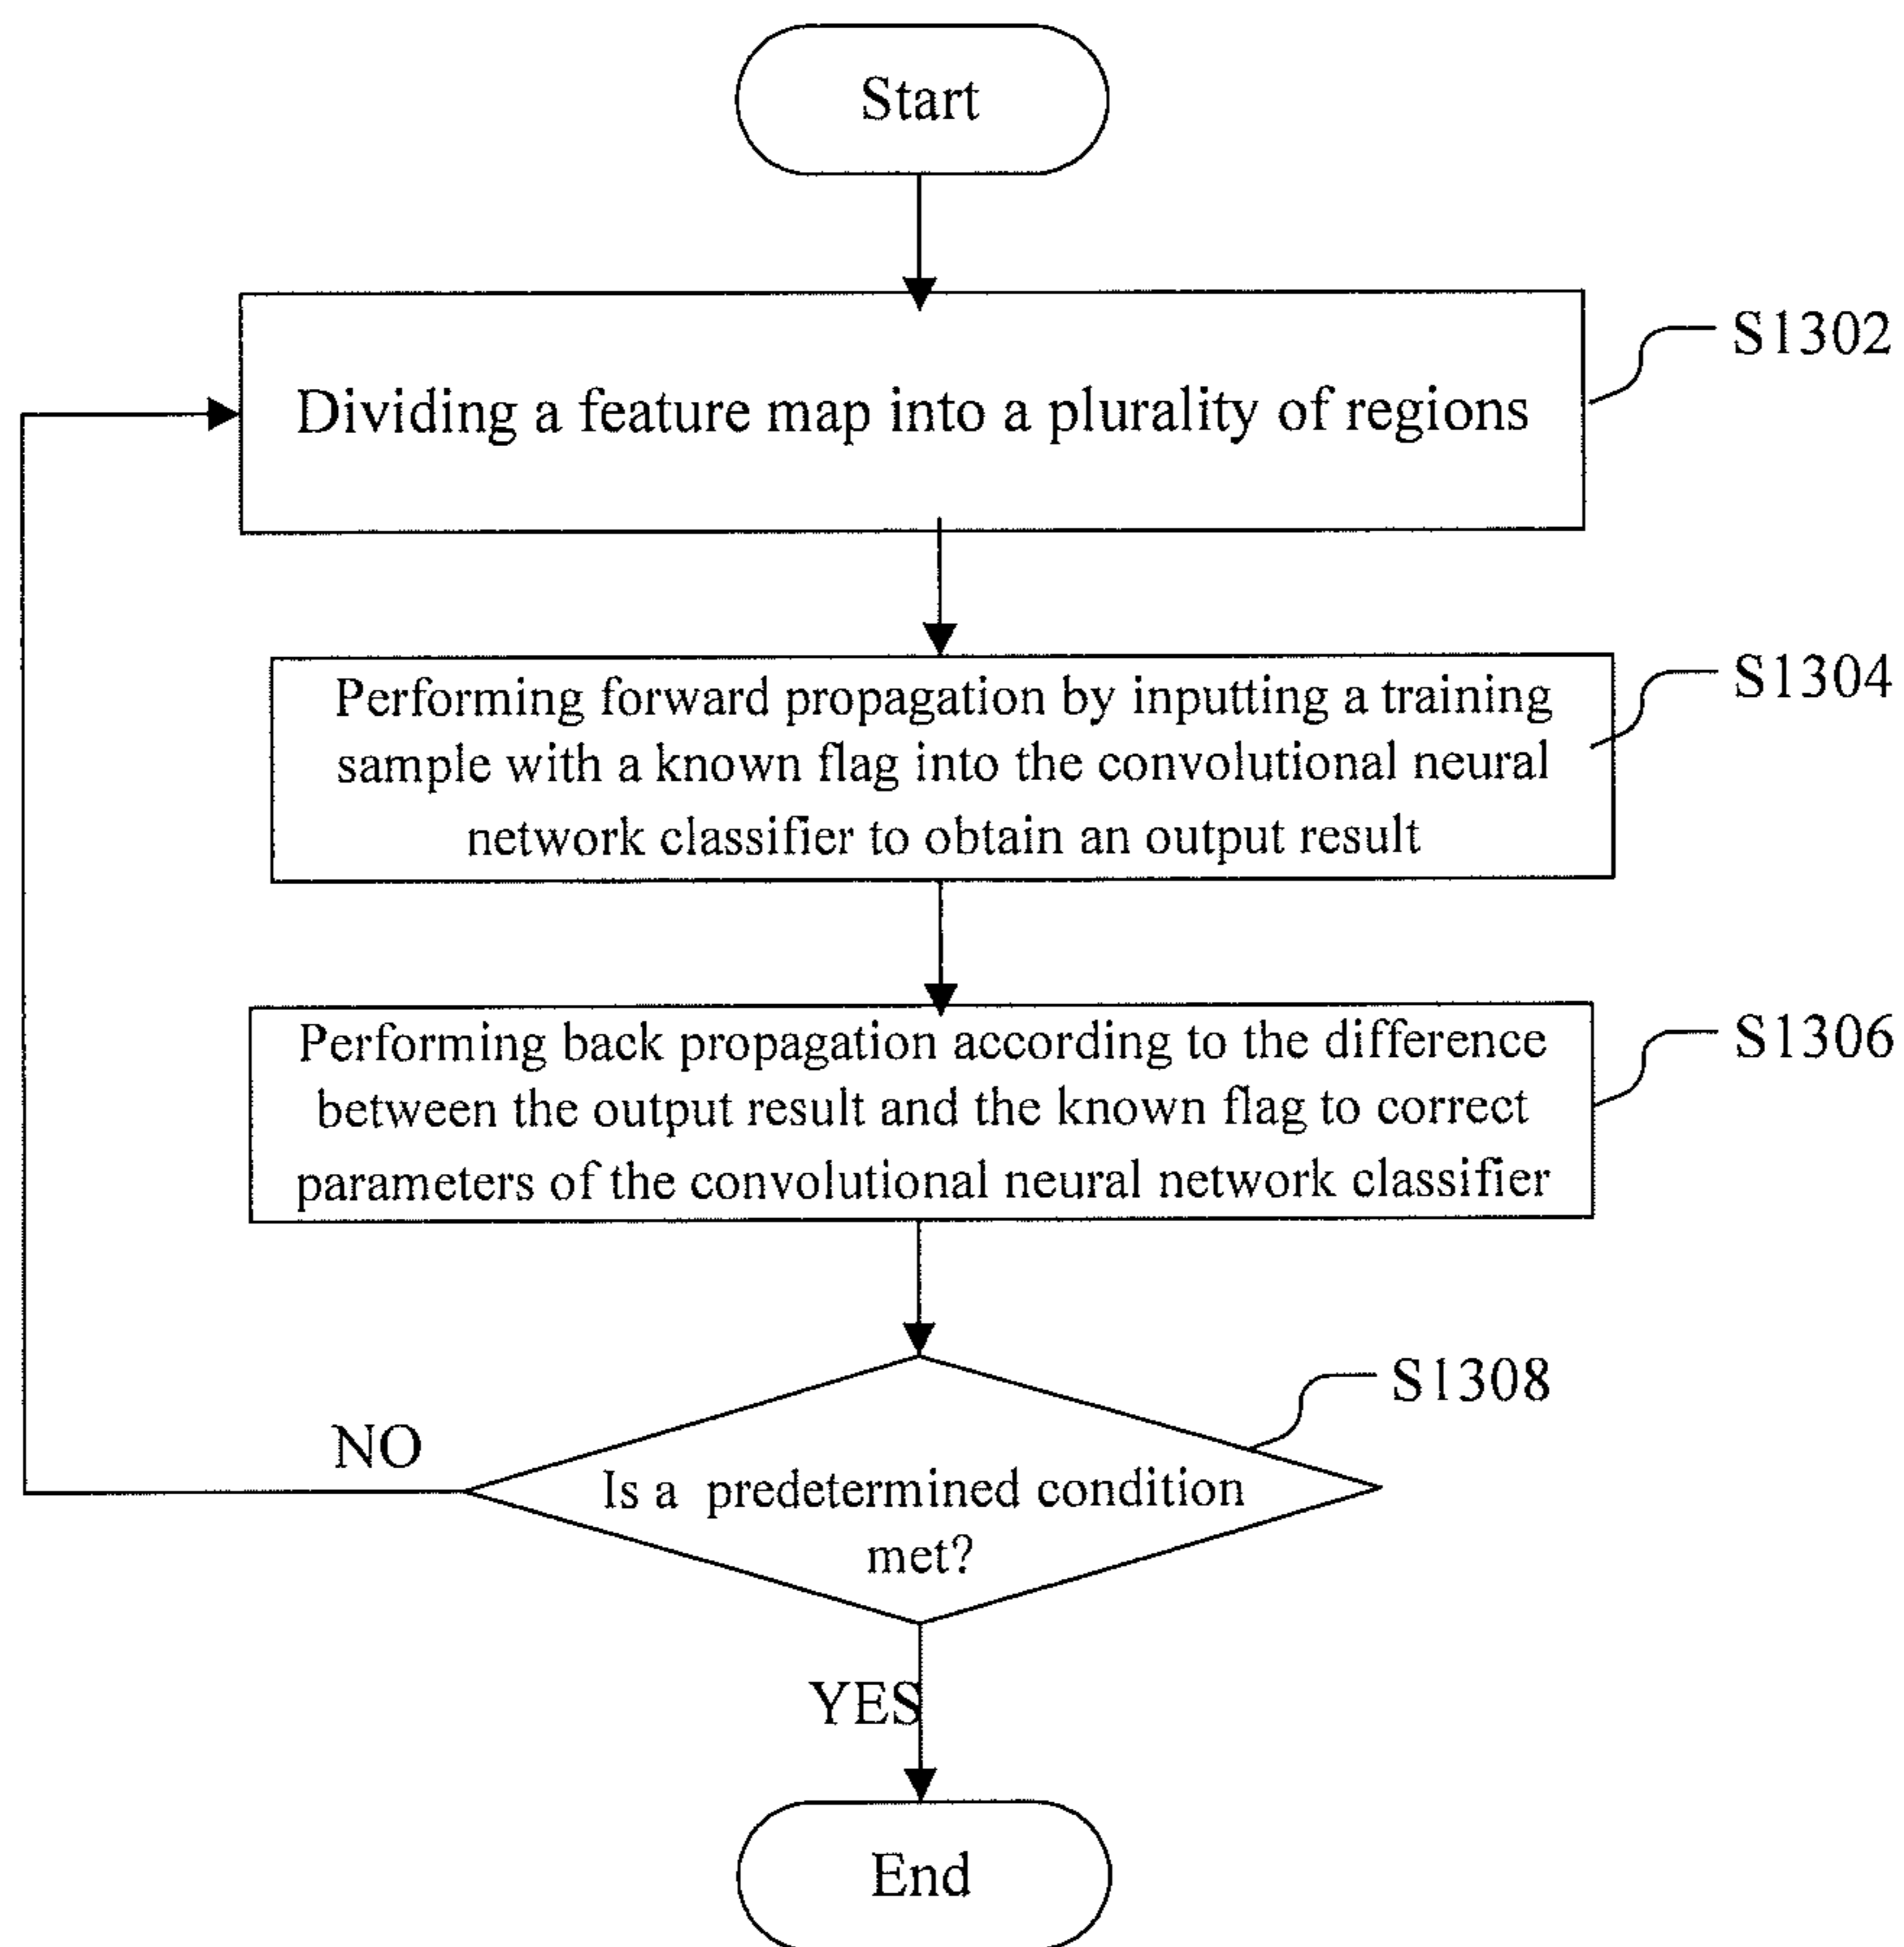 Start
S1302
Dividing a feature map into a plurality of regions
S1304
Performing forward propagation by inputting a training
sample with a known flag into the convolutional neural
network classifier to obtain an output result
S1306
Performing back propagation according to the difference
between the output result and the known flag to correct
parameters of the convolutional neural network classifier
S1308
NO
Is a predetermined condition
met?
YES
End